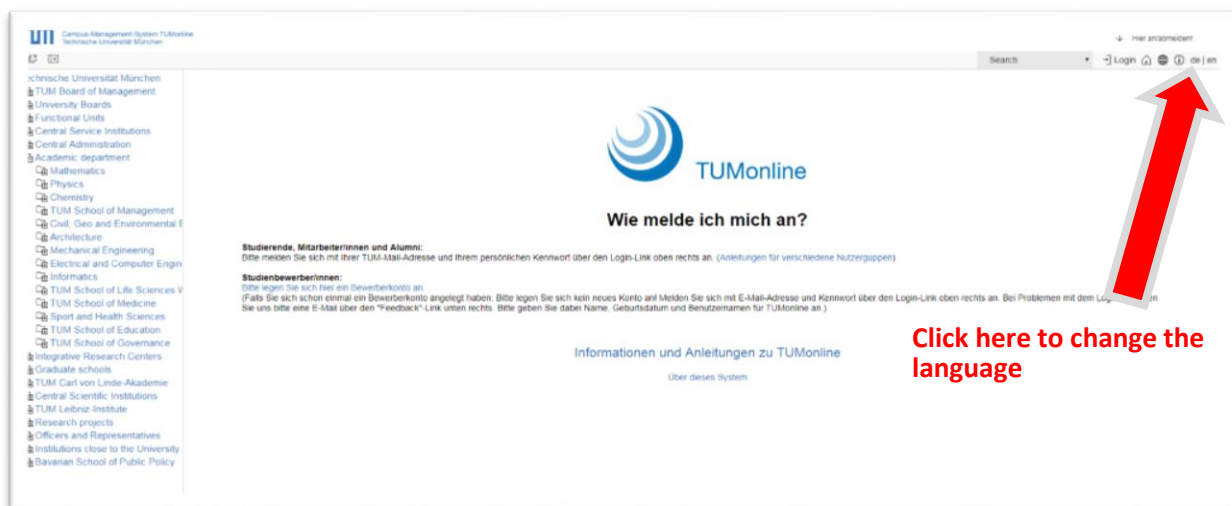 Campus-Management-System TUMonline
Technische Universität München
Hier an/abmelden!
Search
Login
de | en
echnische Universität München
TUM Board of Management
University Boards
Functional Units
Central Service Institutions
Central Administration
Academic department
Mathematics
Physics
Chemistry
TUM School of Management
Civil, Geo and Environmental E
Architecture
Mechanical Engineering
Electrical and Computer Engin
Informatics
TUM School of Life Sciences W
TUM School of Medicine
Sport and Health Sciences
TUM School of Education
TUM School of Governance
Integrative Research Centers
Graduate schools
TUM Carl von Linde-Akademie
Central Scientific Institutions
TUM Leibniz-Institute
Research projects
Officers and Representatives
Institutions close to the University
Bavarian School of Public Policy
TUMonline
Wie melde ich mich an?
Studierende, Mitarbeiter/innen und Alumni:
Bitte melden Sie sich mit Ihrer TUM-Mail-Adresse und Ihrem persönlichen Kennwort über den Login-Link oben rechts an. (Anleitungen für verschiedene Nutzerguppen)
Studienbewerber/innen:
Bitte legen Sie sich hier ein Bewerberkonto an.
(Falls Sie sich schon einmal ein Bewerberkonto angelegt haben: Bitte legen Sie sich kein neues Konto an! Melden Sie sich mit E-Mail-Adresse und Kennwort über den Login-Link oben rechts an. Bei Problemen mit dem
Sie uns bitte eine E-Mail über den "Feedback"-Link unten rechts. Bitte geben Sie dabei Name, Geburtsdatum und Benutzernamen für TUMonline an.)
Informationen und Anleitungen zu TUMonline
Über dieses System
Click here to change the
language